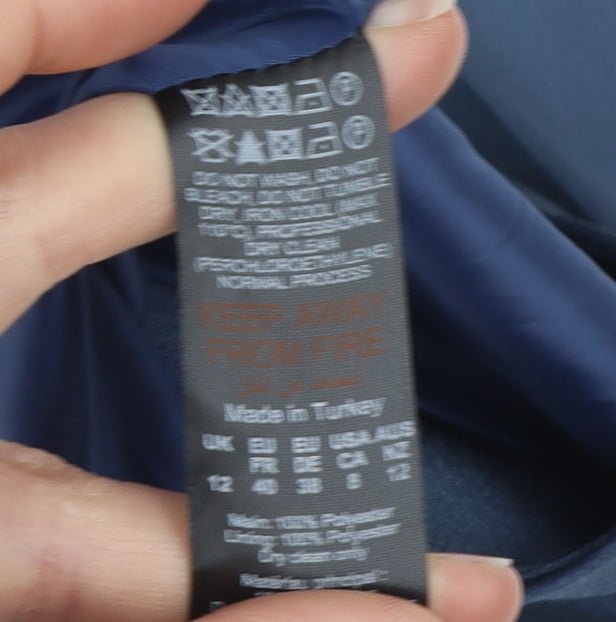 DO NOT WASH, DO NOT
BLEACH, DO NOT TUMBLE
DRY, IRON COOL, MAX
110°C, PROFESSIONAL
DRY CLEAN
(PERCHLOROETHYLENE)
NORMAL PROCESS
KEEP AWAY
FROM FIRE
Made in Turkey
UK EU EU USA AUS
FR DE CA NZ
12 40 38 8 12
Main: 100% Polyester
Lining: 100% Polyester
Dry clean only
principal: